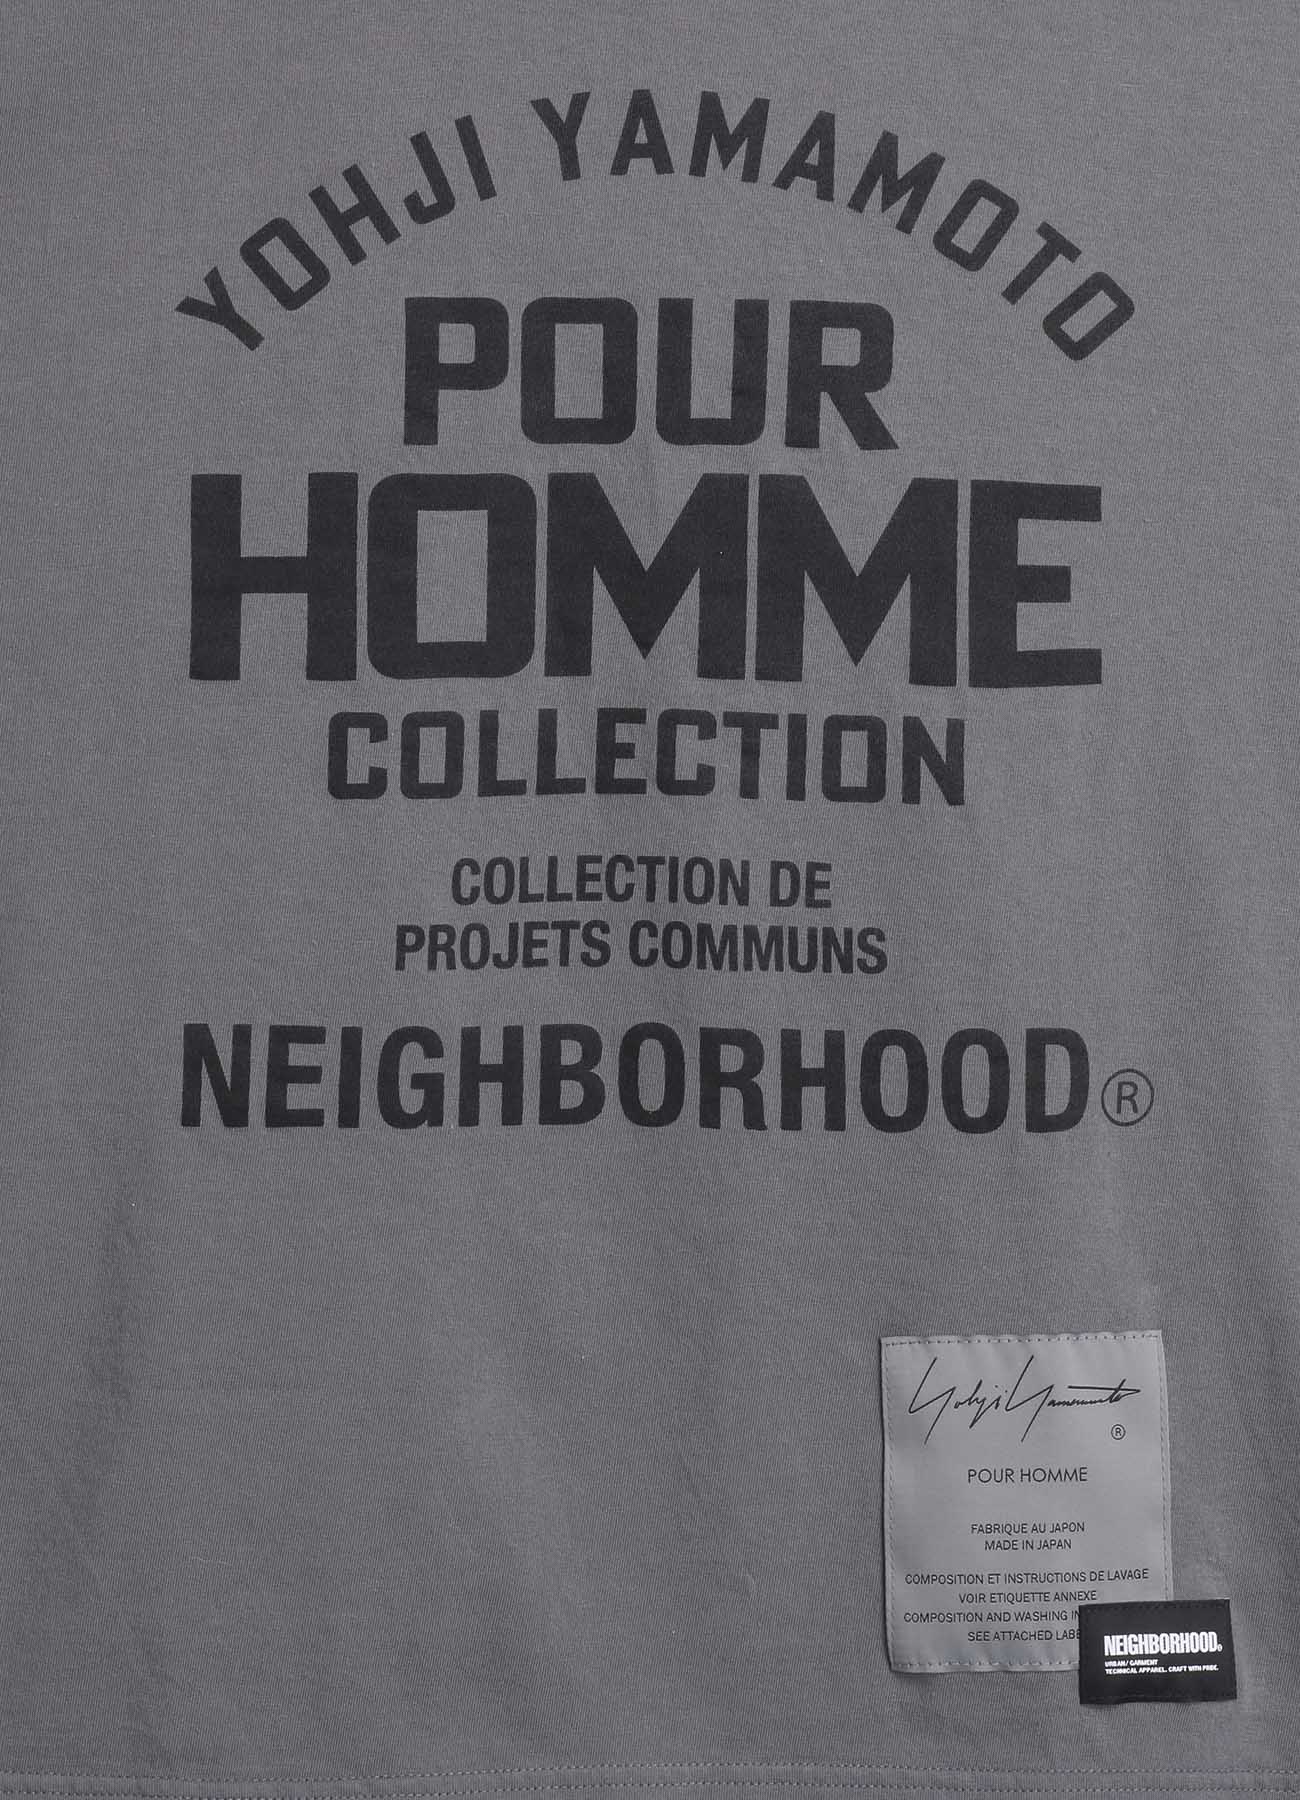 YOHJI YAMAMOTO
POUR
HOMME
COLLECTION
COLLECTION DE
PROJETS COMMUNS
NEIGHBORHOOD®
Yohji Yamamoto
®
POUR HOMME
FABRIQUE AU JAPON
MADE IN JAPAN
COMPOSITION ET INSTRUCTIONS DE LAVAGE
VOIR ETIQUETTE ANNEXE
COMPOSITION AND WASHING IN
SEE ATTACHED LABE
NEIGHBORHOOD®
URBAN/ GARMENT
TECHNICAL APPAREL. CRAFT WITH PRIDE.